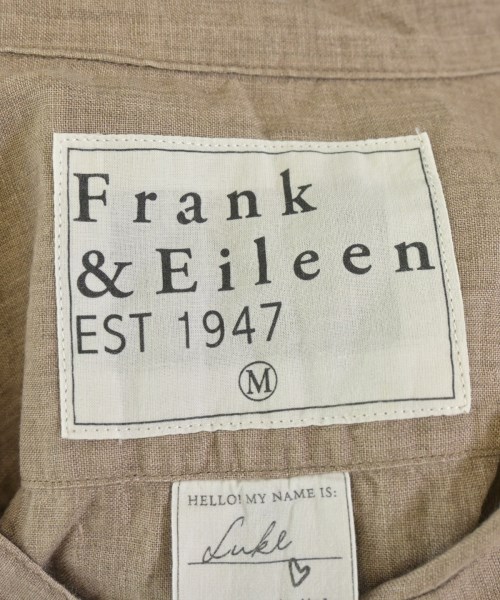 Frank
& Eileen
EST 1947
M
HELLO! MY NAME IS:
Luke